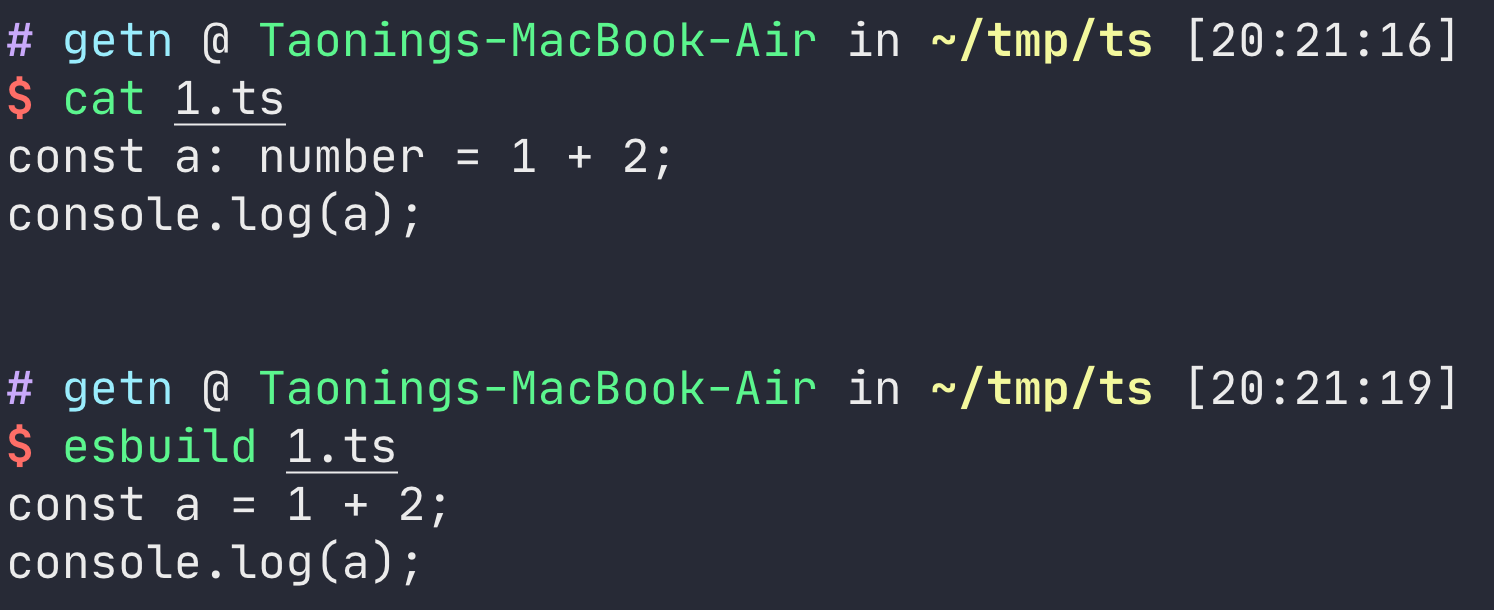 # getn @ Taonings-MacBook-Air in ~/tmp/ts [20:21:16]
$ cat 1.ts
const a: number = 1 + 2;
console.log(a);
# getn @ Taonings-MacBook-Air in ~/tmp/ts [20:21:19]
$ esbuild 1.ts
const a = 1 + 2;
console.log(a);